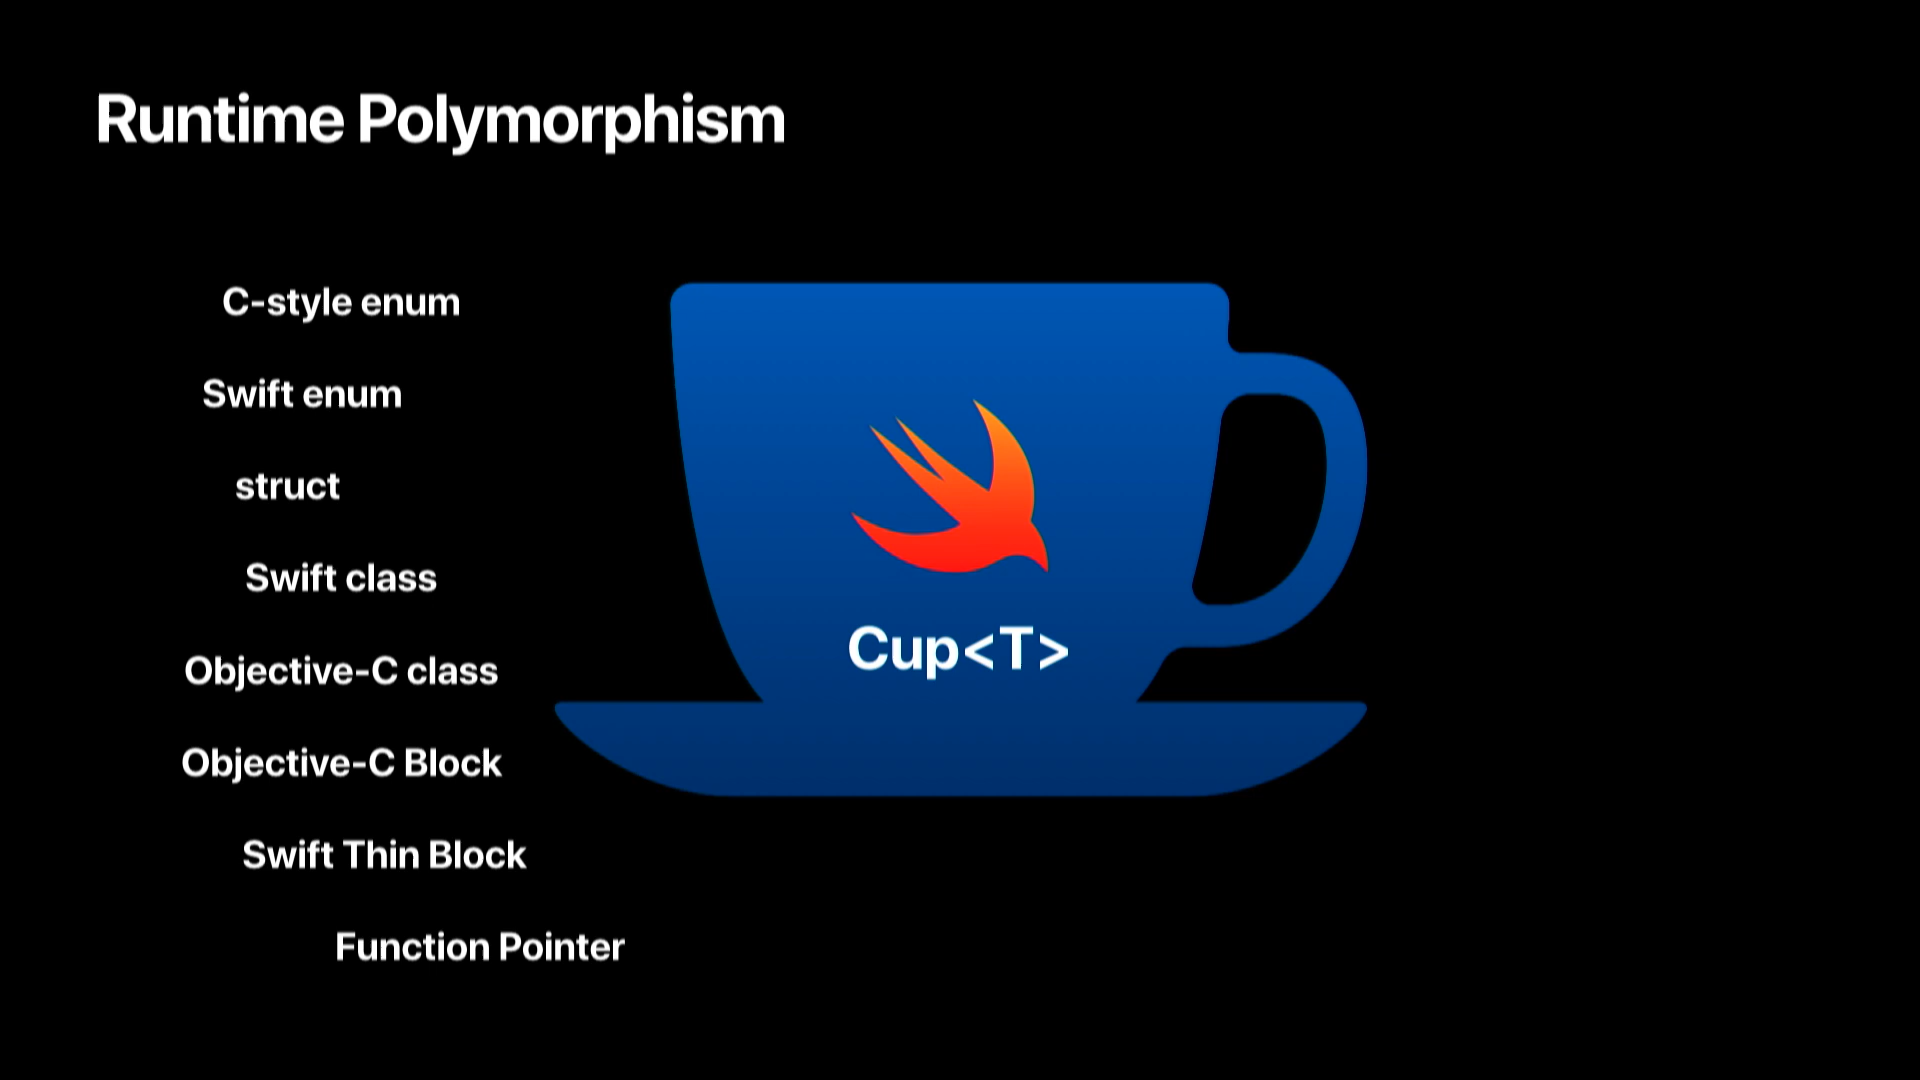 Runtime Polymorphism
C-style enum
Swift enum
struct
Swift class
Objective-C class
Objective-C Block
Swift Thin Block
Function Pointer
Cup<T>